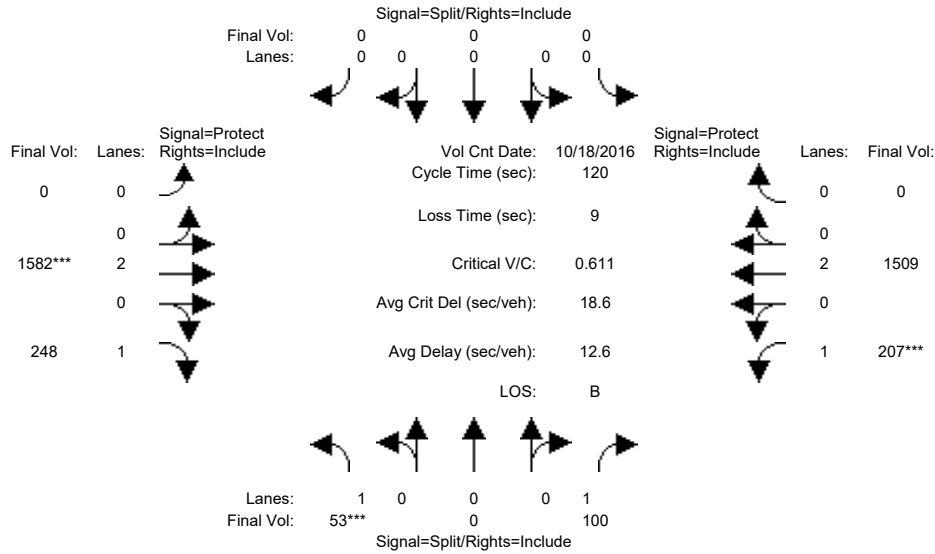 Signal=Split/Rights=Include
Final Vol: 0 0 0
Lanes: 0 0 0 0 0
Signal=Protect Signal=Protect
Final Vol: Lanes: Rights=Include Vol Cnt Date: 10/18/2016 Rights=Include Lanes: Final Vol:
Cycle Time (sec): 120
0 0 0 0
Loss Time (sec): 9
0 0
1582*** 2 Critical V/C: 0.611 2 1509
0 Avg Crit Del (sec/veh): 18.6 0
248 1 Avg Delay (sec/veh): 12.6 1 207***
LOS: B
Lanes: 1 0 0 0 1
Final Vol: 53*** 0 100
Signal=Split/Rights=Include